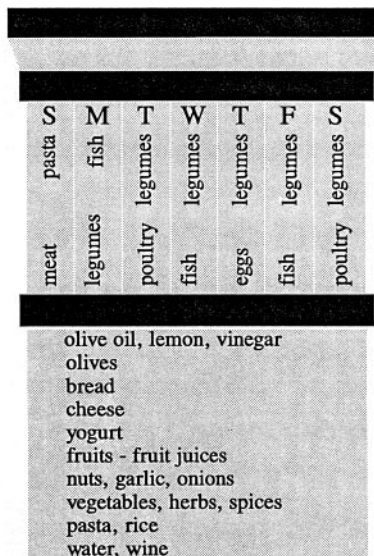 S M T W T F S
pasta fish legumes legumes legumes legumes legumes
meat legumes poultry fish eggs fish poultry
olive oil, lemon, vinegar
olives
bread
cheese
yogurt
fruits - fruit juices
nuts, garlic, onions
vegetables, herbs, spices
pasta, rice
water, wine